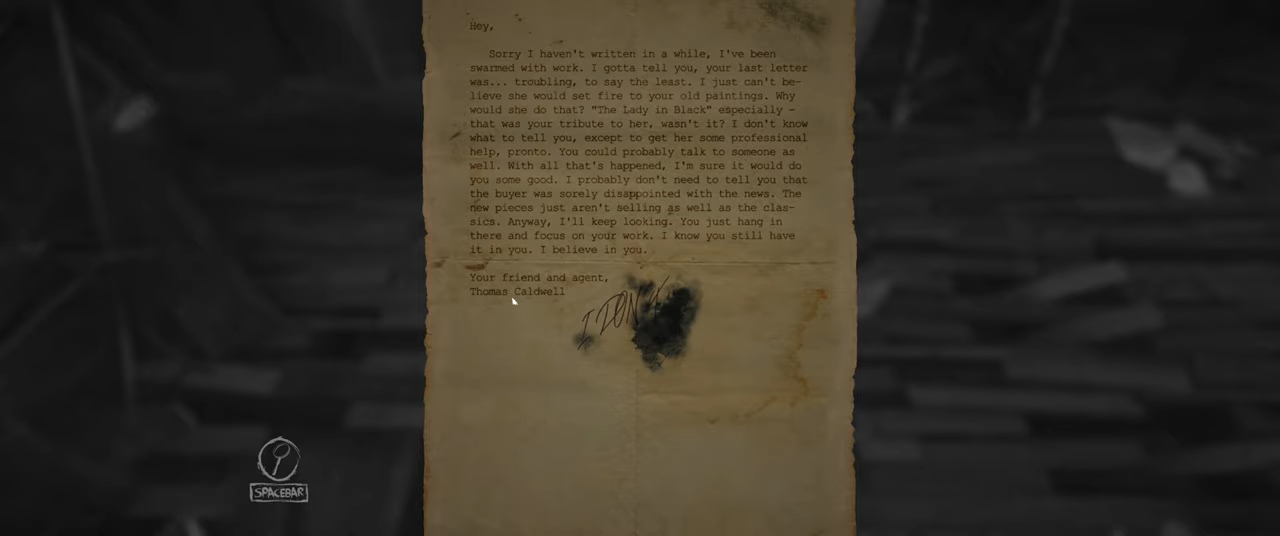 Hey,
Sorry I haven't written in a while, I've been
swarmed with work. I gotta tell you, your last letter
was... troubling, to say the least. I just can't be-
lieve she would set fire to your old paintings. Why
would she do that? "The Lady in Black" especially -
that was your tribute to her, wasn't it? I don't know
what to tell you, except to get her some professional
help, pronto. You could probably talk to someone as
well. With all that's happened, I'm sure it would do
you some good. I probably don't need to tell you that
the buyer was sorely disappointed with the news. The
new pieces just aren't selling as well as the clas-
sics. Anyway, I'll keep looking. You just hang in
there and focus on your work. I know you still have
it in you. I believe in you.
Your friend and agent,
Thomas Caldwell
I DON'T
SPACEBAR